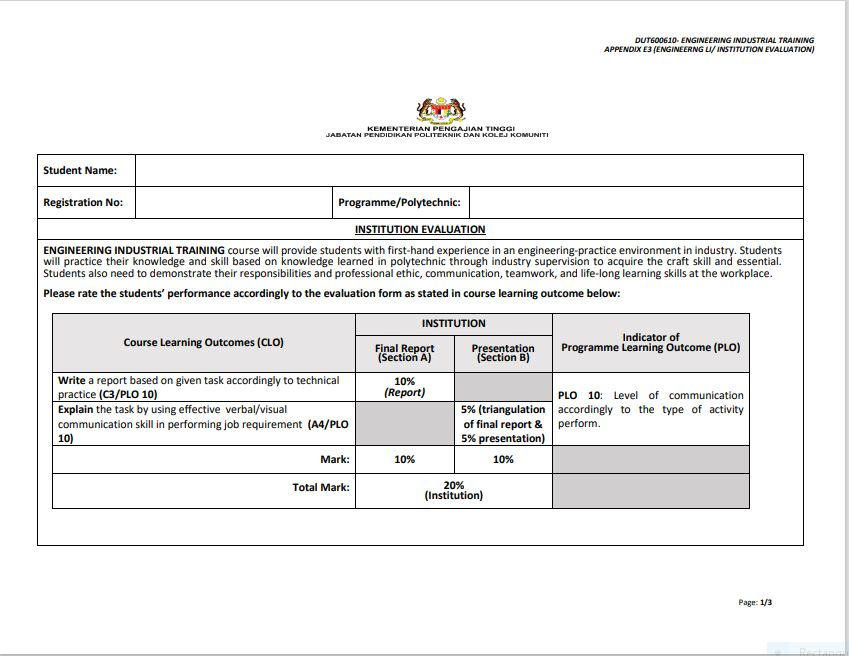 DUT600610- ENGINEERING INDUSTRIAL TRAINING
APPENDIX E3 (ENGINEERNG LI/ INSTITUTION EVALUATION)
KEMENTERIAN PENGAJIAN TINGGI
JABATAN PENDIDIKAN POLITEKNIK DAN KOLEJ KOMUNITI
Student Name:
Registration No:
Programme/Polytechnic:
INSTITUTION EVALUATION
ENGINEERING INDUSTRIAL TRAINING course will provide students with first-hand experience in an engineering-practice environment in industry. Students
will practice their knowledge and skill based on knowledge learned in polytechnic through industry supervision to acquire the craft skill and essential.
Students also need to demonstrate their responsibilities and professional ethic, communication, teamwork, and life-long learning skills at the workplace.
Please rate the students' performance accordingly to the evaluation form as stated in course learning outcome below:
Course Learning Outcomes (CLO)
INSTITUTION
Final Report
(Section A)
Presentation
(Section B)
Indicator of
Programme Learning Outcome (PLO)
Write a report based on given task accordingly to technical
practice (C3/PLO 10)
10%
(Report)
PLO 10: Level of communication
accordingly to the type of activity
perform.
Explain the task by using effective verbal/visual
communication skill in performing job requirement (A4/PLO
10)
5% (triangulation
of final report &
5% presentation)
Mark:
10%
10%
Total Mark:
20%
(Institution)
Page: 1/3
Rectang